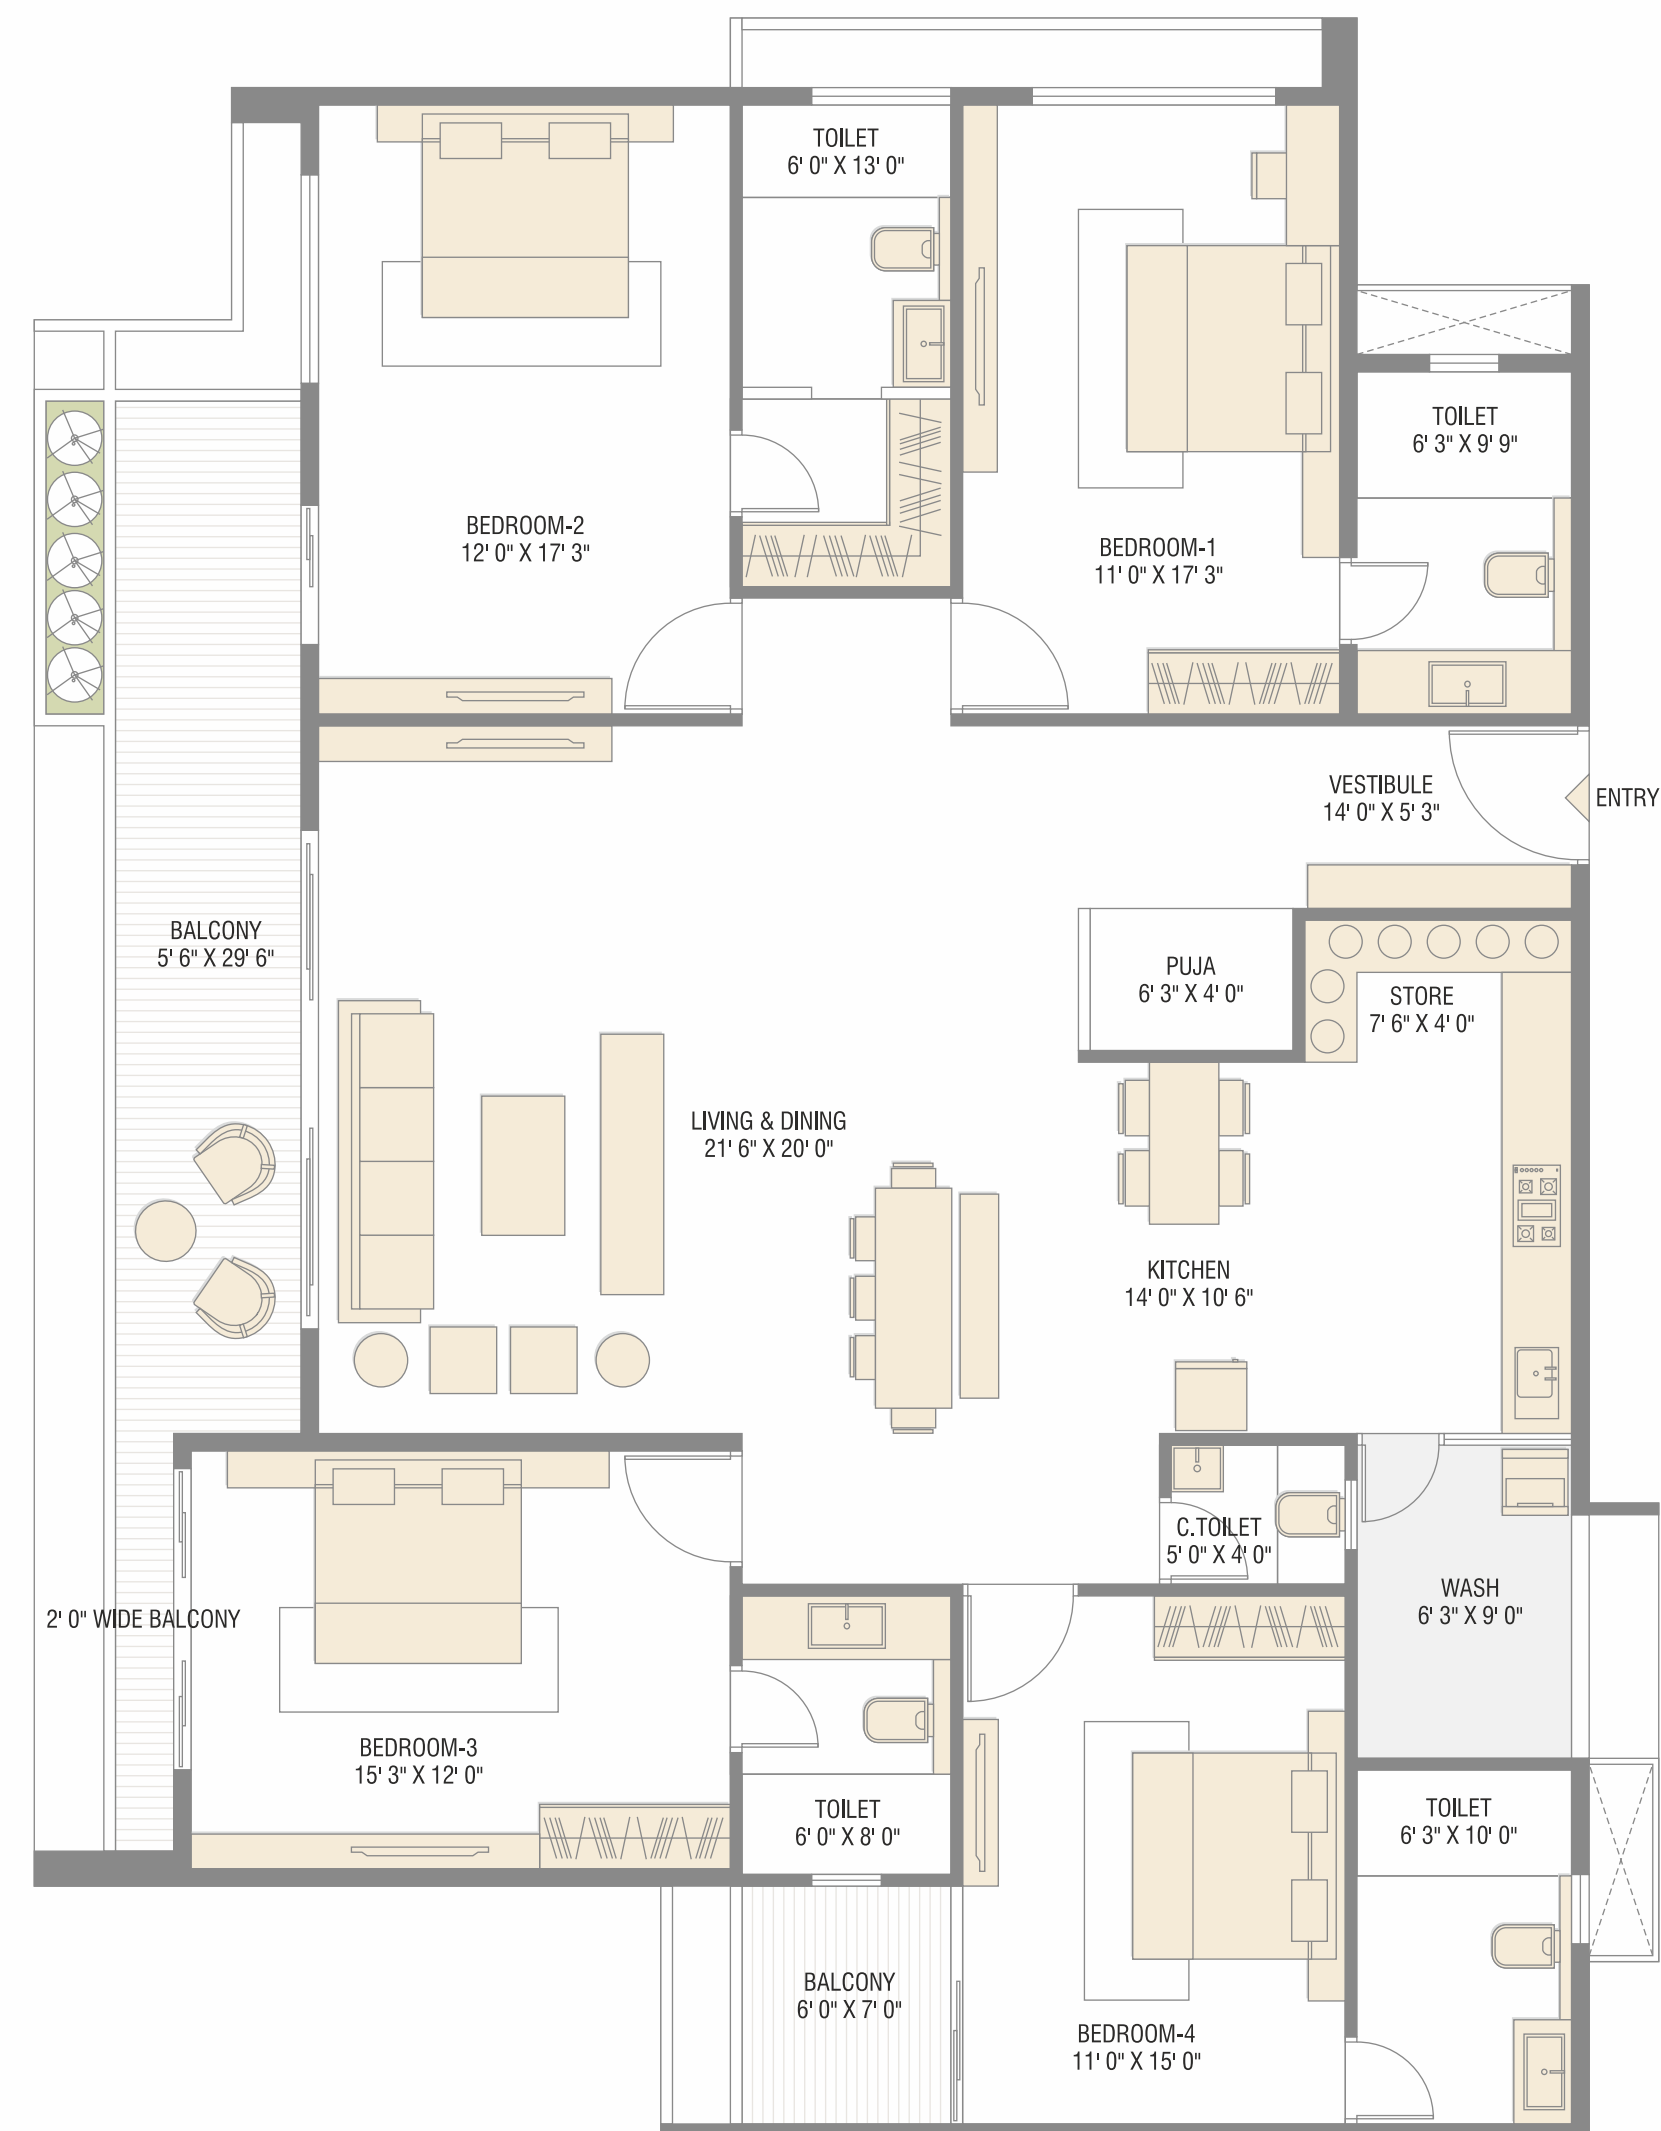 TOILET
6' 0" X 13' 0"
TOILET
6' 3" X 9' 9"
BEDROOM-2
12' 0" X 17' 3"
BEDROOM-1
11' 0" X 17' 3"
VESTIBULE
14' 0" X 5' 3"
ENTRY
BALCONY
5' 6" X 29' 6"
PUJA
6' 3" X 4' 0"
STORE
7' 6" X 4' 0"
LIVING & DINING
21' 6" X 20' 0"
KITCHEN
14' 0" X 10' 6"
C.TOILET
5' 0" X 4' 0"
WASH
6' 3" X 9' 0"
2' 0" WIDE BALCONY
BEDROOM-3
15' 3" X 12' 0"
TOILET
6' 0" X 8' 0"
TOILET
6' 3" X 10' 0"
BALCONY
6' 0" X 7' 0"
BEDROOM-4
11' 0" X 15' 0"